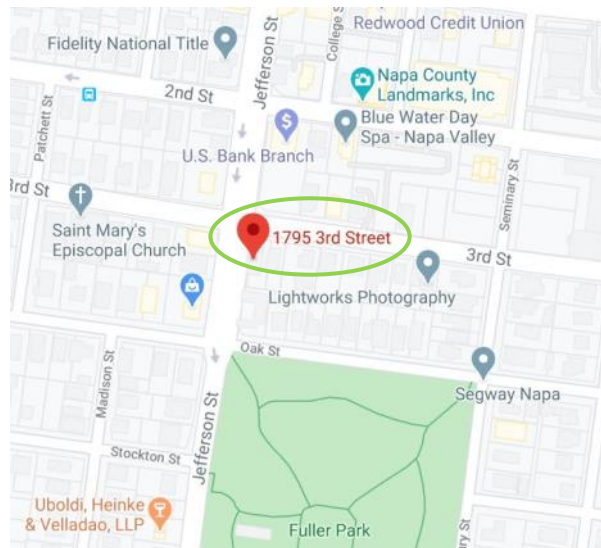 Redwood Credit Union
Fidelity National Title
Jefferson St
College S
2nd St
Napa County
Landmarks, Inc
Patchett St
Blue Water Day
Spa - Napa Valley
$
U.S. Bank Branch
Seminary St
3rd St
Saint Mary's
Episcopal Church
1795 3rd Street
3rd St
Lightworks Photography
Oak St
Madison St
Segway Napa
Jefferson St
Stockton St
Uboldi, Heinke
& Velladao, LLP
Fuller Park
ry St